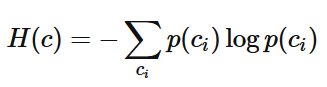 H(c) = − ∑_{c_i} p(c_i) log p(c_i)